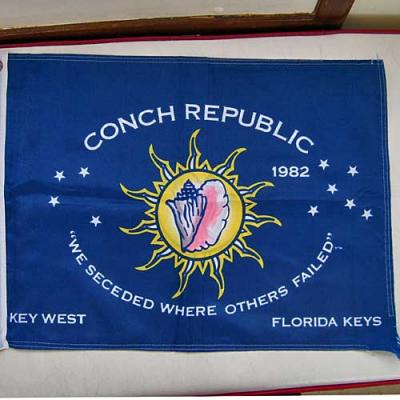 CONCH REPUBLIC
1982
"WE SECEDED WHERE OTHERS FAILED"
KEY WEST
FLORIDA KEYS